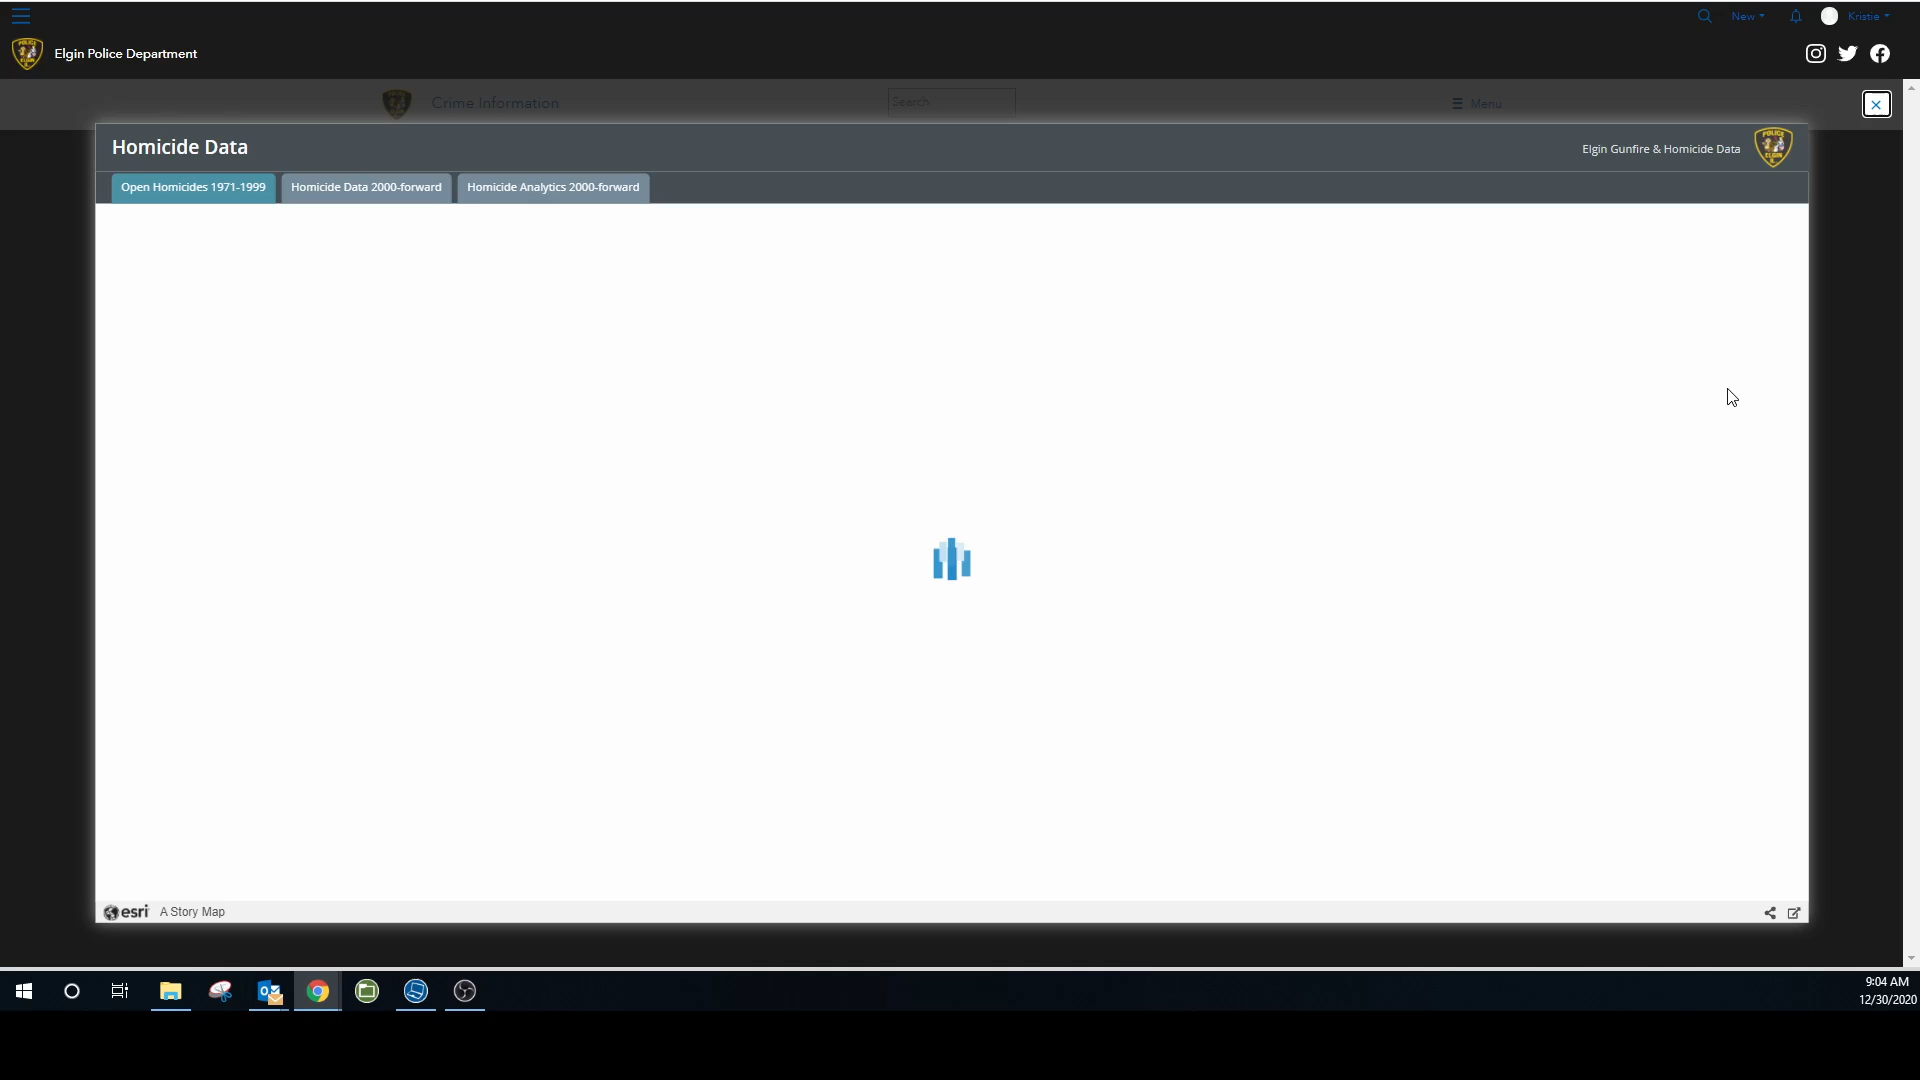 New
Kristie
Elgin Police Department
Crime Information
Search
Menu
Homicide Data
Elgin Gunfire & Homicide Data
Open Homicides 1971-1999
Homicide Data 2000-forward
Homicide Analytics 2000-forward
esri A Story Map
9:04 AM
12/30/2020